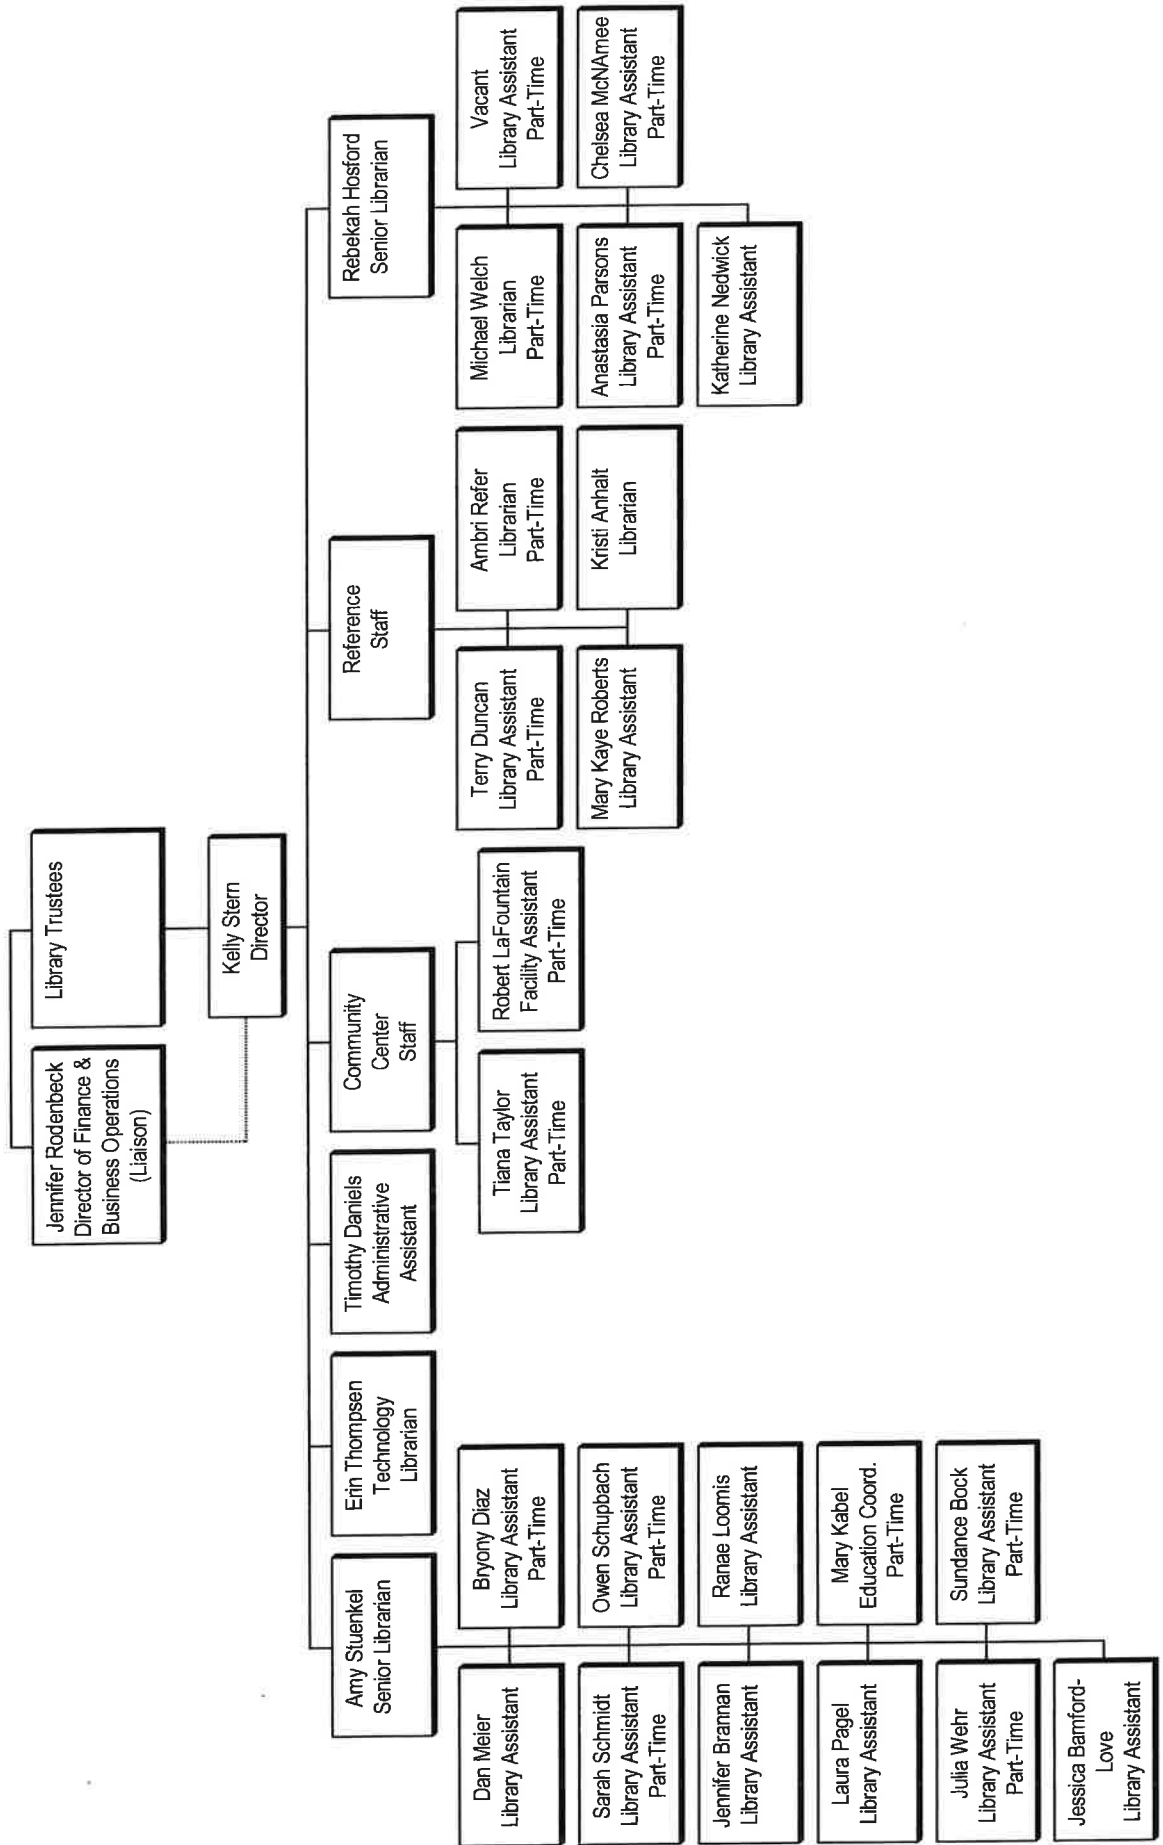 Jennifer Rodenbeck
Director of Finance &
Business Operations
(Liaison)
Library Trustees
Kelly Stern
Director
Amy Stuenkel
Senior Librarian
Erin Thompsen
Technology
Librarian
Timothy Daniels
Administrative
Assistant
Community
Center
Staff
Reference
Staff
Rebekah Hosford
Senior Librarian
Dan Meier
Library Assistant
Bryony Diaz
Library Assistant
Part-Time
Sarah Schmidt
Library Assistant
Part-Time
Owen Schupbach
Library Assistant
Part-Time
Jennifer Brannan
Library Assistant
Ranae Loomis
Library Assistant
Laura Pagel
Library Assistant
Mary Kabel
Education Coord.
Part-Time
Julia Wehr
Library Assistant
Part-Time
Sundance Bock
Library Assistant
Part-Time
Jessica Bamford-
Love
Library Assistant
Tiana Taylor
Library Assistant
Part-Time
Robert LaFountain
Facility Assistant
Part-Time
Terry Duncan
Library Assistant
Part-Time
Ambri Refer
Librarian
Part-Time
Mary Kaye Roberts
Library Assistant
Kristi Anhalt
Librarian
Michael Welch
Librarian
Part-Time
Vacant
Library Assistant
Part-Time
Anastasia Parsons
Library Assistant
Part-Time
Chelsea McNAmee
Library Assistant
Part-Time
Katherine Nedwick
Library Assistant